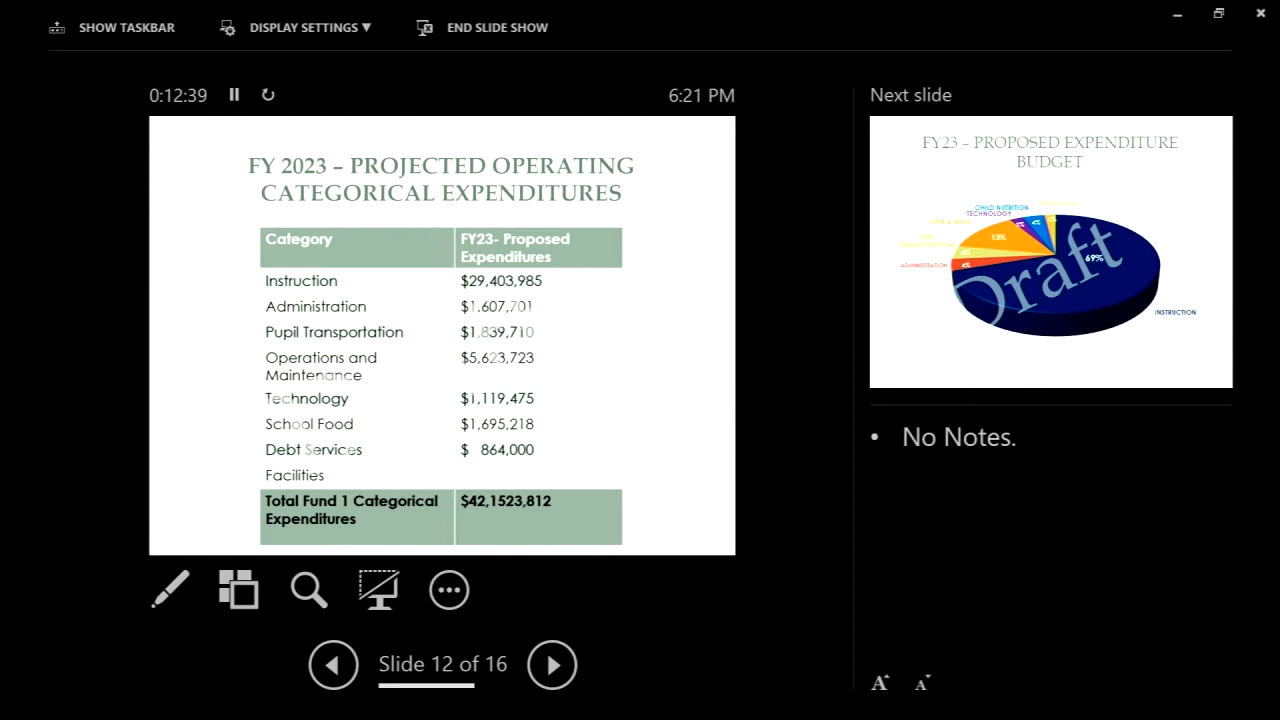 SHOW TASKBAR DISPLAY SETTINGS ▼ END SLIDE SHOW
0:12:39 6:21 PM
FY 2023 – PROJECTED OPERATING
CATEGORICAL EXPENDITURES
Category FY23- Proposed
Expenditures
Instruction $29,403,985
Administration $1,607,701
Pupil Transportation $1,839,710
Operations and $5,623,723
Maintenance
Technology $1,119,475
School Food $1,695,218
Debt Services $ 864,000
Facilities
Total Fund 1 Categorical $42,1523,812
Expenditures
Slide 12 of 16
Next slide
FY23 – PROPOSED EXPENDITURE
BUDGET
CHILD NUTRITION
TECHNOLOGY
13%
4%
69%
ADMINISTRATION
4%
INSTRUCTION
Draft
• No Notes.
A A